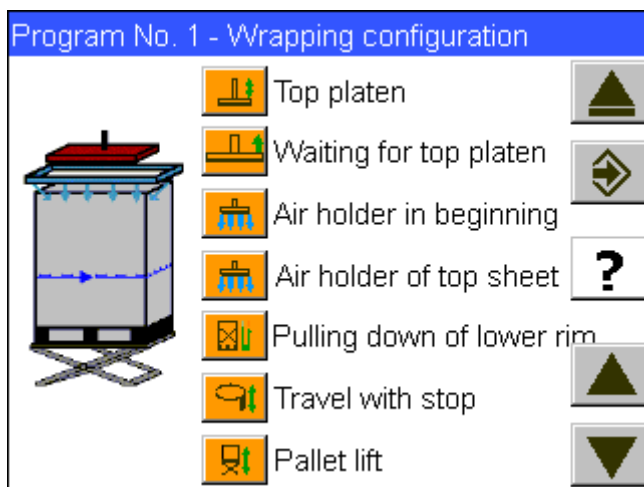 Program No. 1 - Wrapping configuration
Top platen
Waiting for top platen
Air holder in beginning
Air holder of top sheet
?
Pulling down of lower rim
Travel with stop
Pallet lift